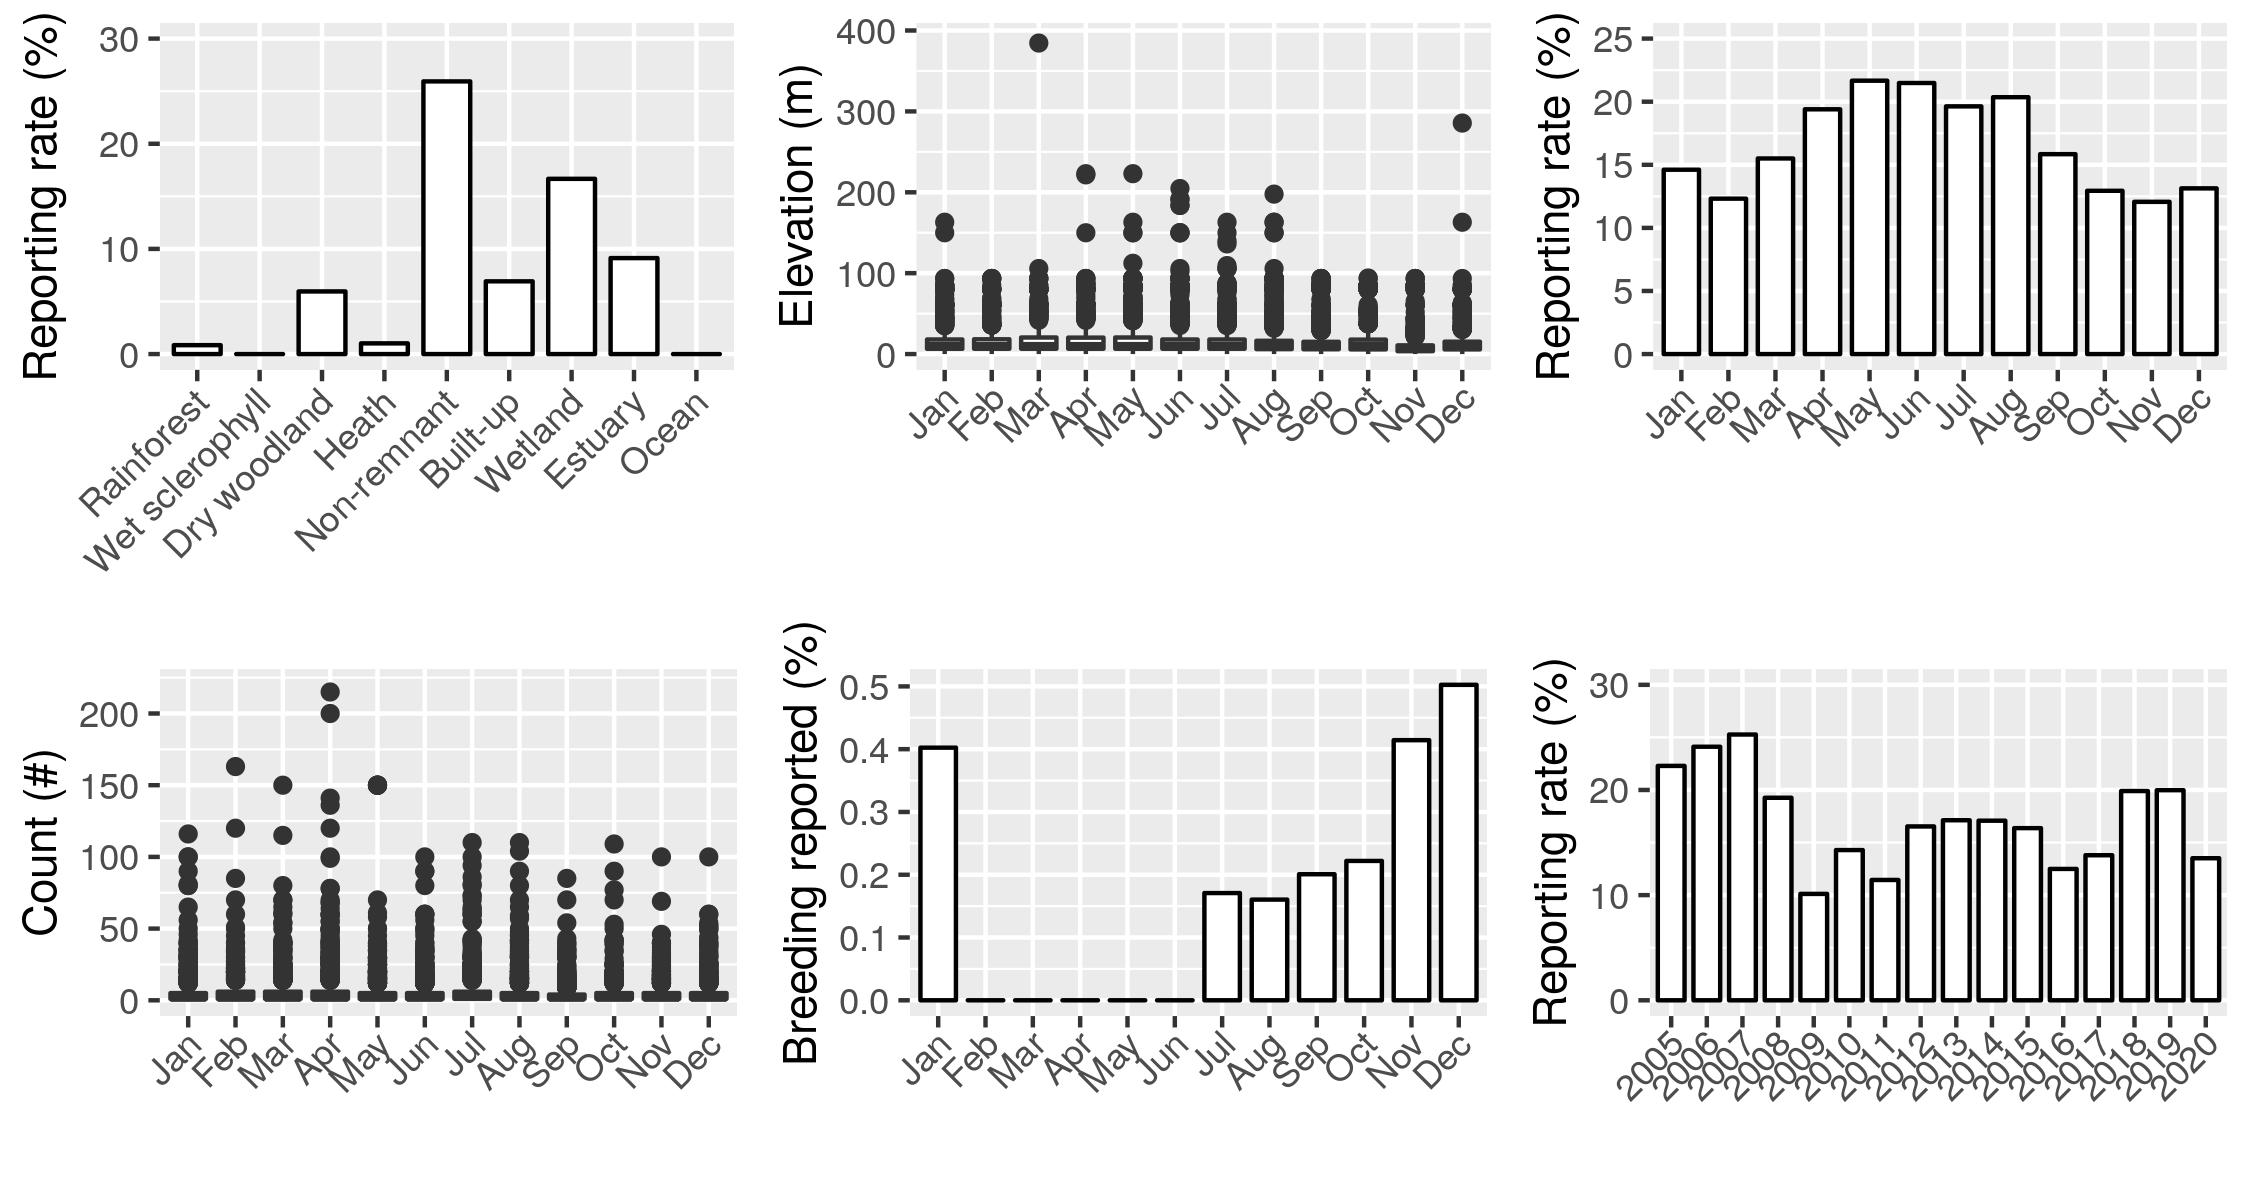 Reporting rate (%)
30
20
10
0
Rainforest
Wet sclerophyll
Dry woodland
Heath
Non-remnant
Built-up
Wetland
Estuary
Ocean
Elevation (m)
400
300
200
100
0
Jan
Feb
Mar
Apr
May
Jun
Jul
Aug
Sep
Oct
Nov
Dec
Reporting rate (%)
25
20
15
10
5
0
Jan
Feb
Mar
Apr
May
Jun
Jul
Aug
Sep
Oct
Nov
Dec
Count (#)
200
150
100
50
0
Jan
Feb
Mar
Apr
May
Jun
Jul
Aug
Sep
Oct
Nov
Dec
Breeding reported (%)
0.5
0.4
0.3
0.2
0.1
0.0
Jan
Feb
Mar
Apr
May
Jun
Jul
Aug
Sep
Oct
Nov
Dec
Reporting rate (%)
30
20
10
0
2005
2006
2007
2008
2009
2010
2011
2012
2013
2014
2015
2016
2017
2018
2019
2020